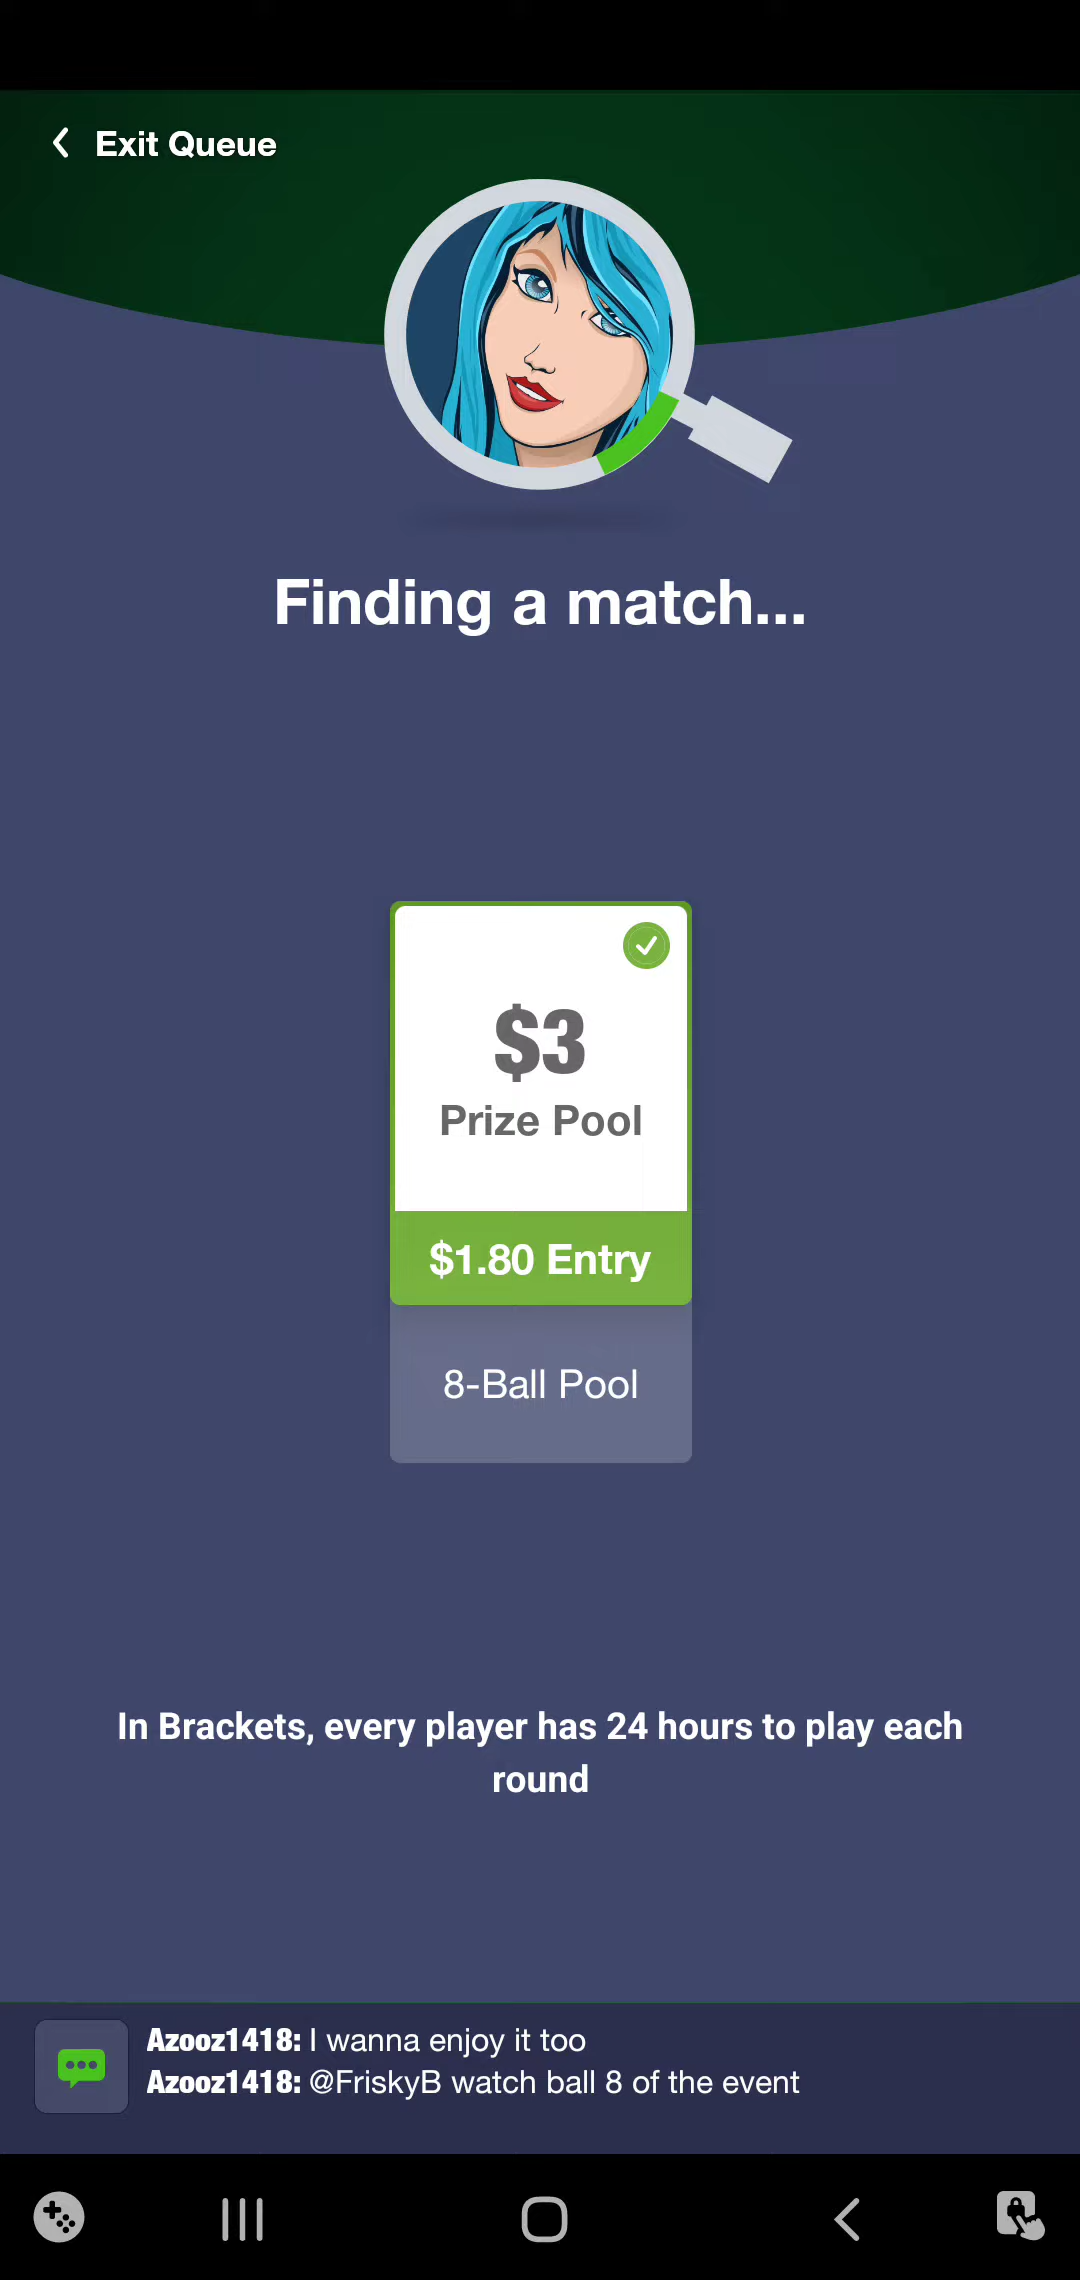 Exit Queue
Finding a match...
$3
Prize Pool
$1.80 Entry
8-Ball Pool
In Brackets, every player has 24 hours to play each
round
Azooz1418: I wanna enjoy it too
Azooz1418: @FriskyB watch ball 8 of the event